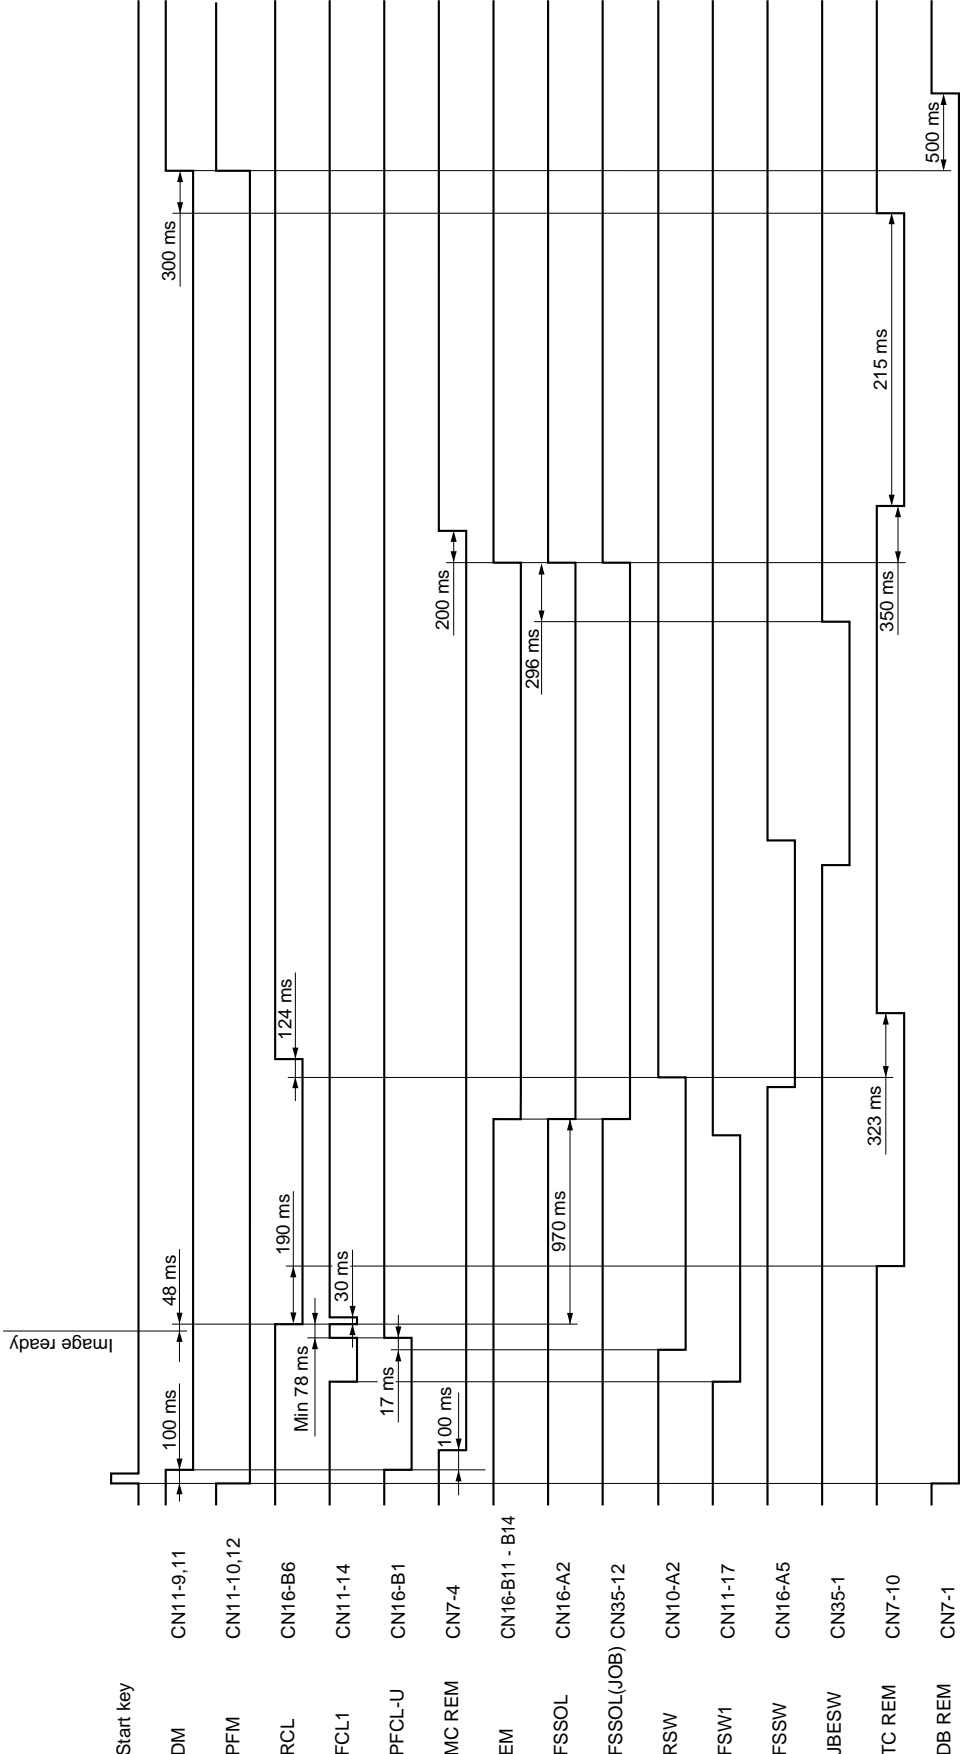 Start key
DM CN11-9,11
PFM CN11-10,12
RCL CN16-B6
FCL1 CN11-14
PFCL-U CN16-B1
MC REM CN7-4
EM CN16-B11 - B14
FSSOL CN16-A2
FSSOL(JOB) CN35-12
RSW CN10-A2
FSW1 CN11-17
FSSW CN16-A5
JBESW CN35-1
TC REM CN7-10
DB REM CN7-1
Image ready
100 ms
48 ms
300 ms
190 ms
124 ms
Min 78 ms
30 ms
17 ms
100 ms
200 ms
970 ms
296 ms
323 ms
350 ms
215 ms
500 ms